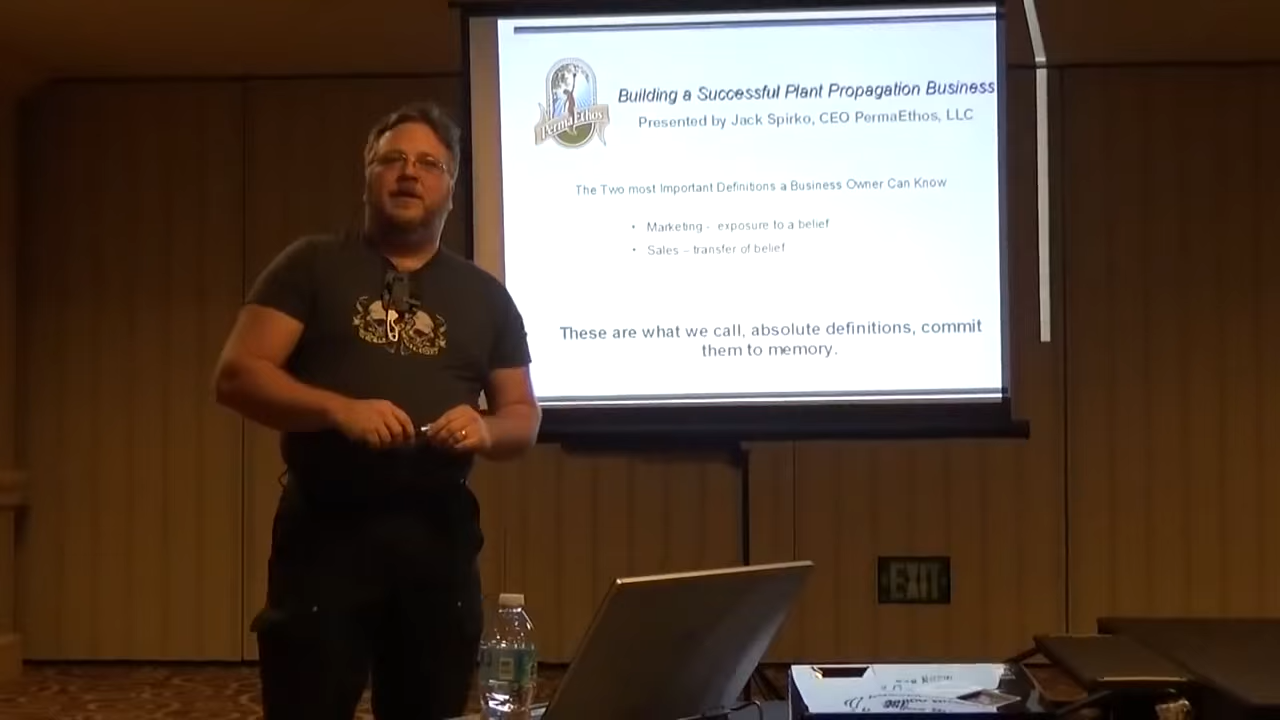 Building a Successful Plant Propagation Business
Presented by Jack Spirko, CEO PermaEthos, LLC
PermaEthos
The Two most Important Definitions a Business Owner Can Know
• Marketing - exposure to a belief
• Sales – transfer of belief
These are what we call, absolute definitions, commit
them to memory.
EXIT